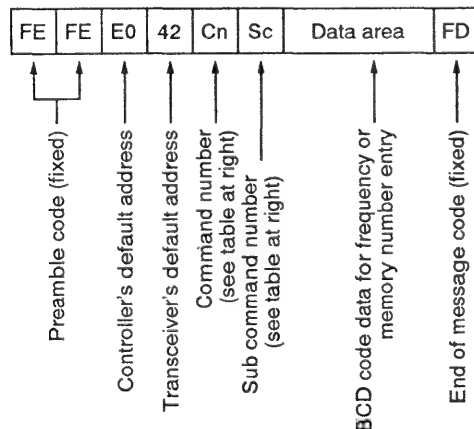 FE FE E0 42 Cn Sc Data area FD
Preamble code (fixed)
Controller's default address
Transceiver's default address
Command number
(see table at right)
Sub command number
(see table at right)
BCD code data for frequency or
memory number entry
End of message code (fixed)